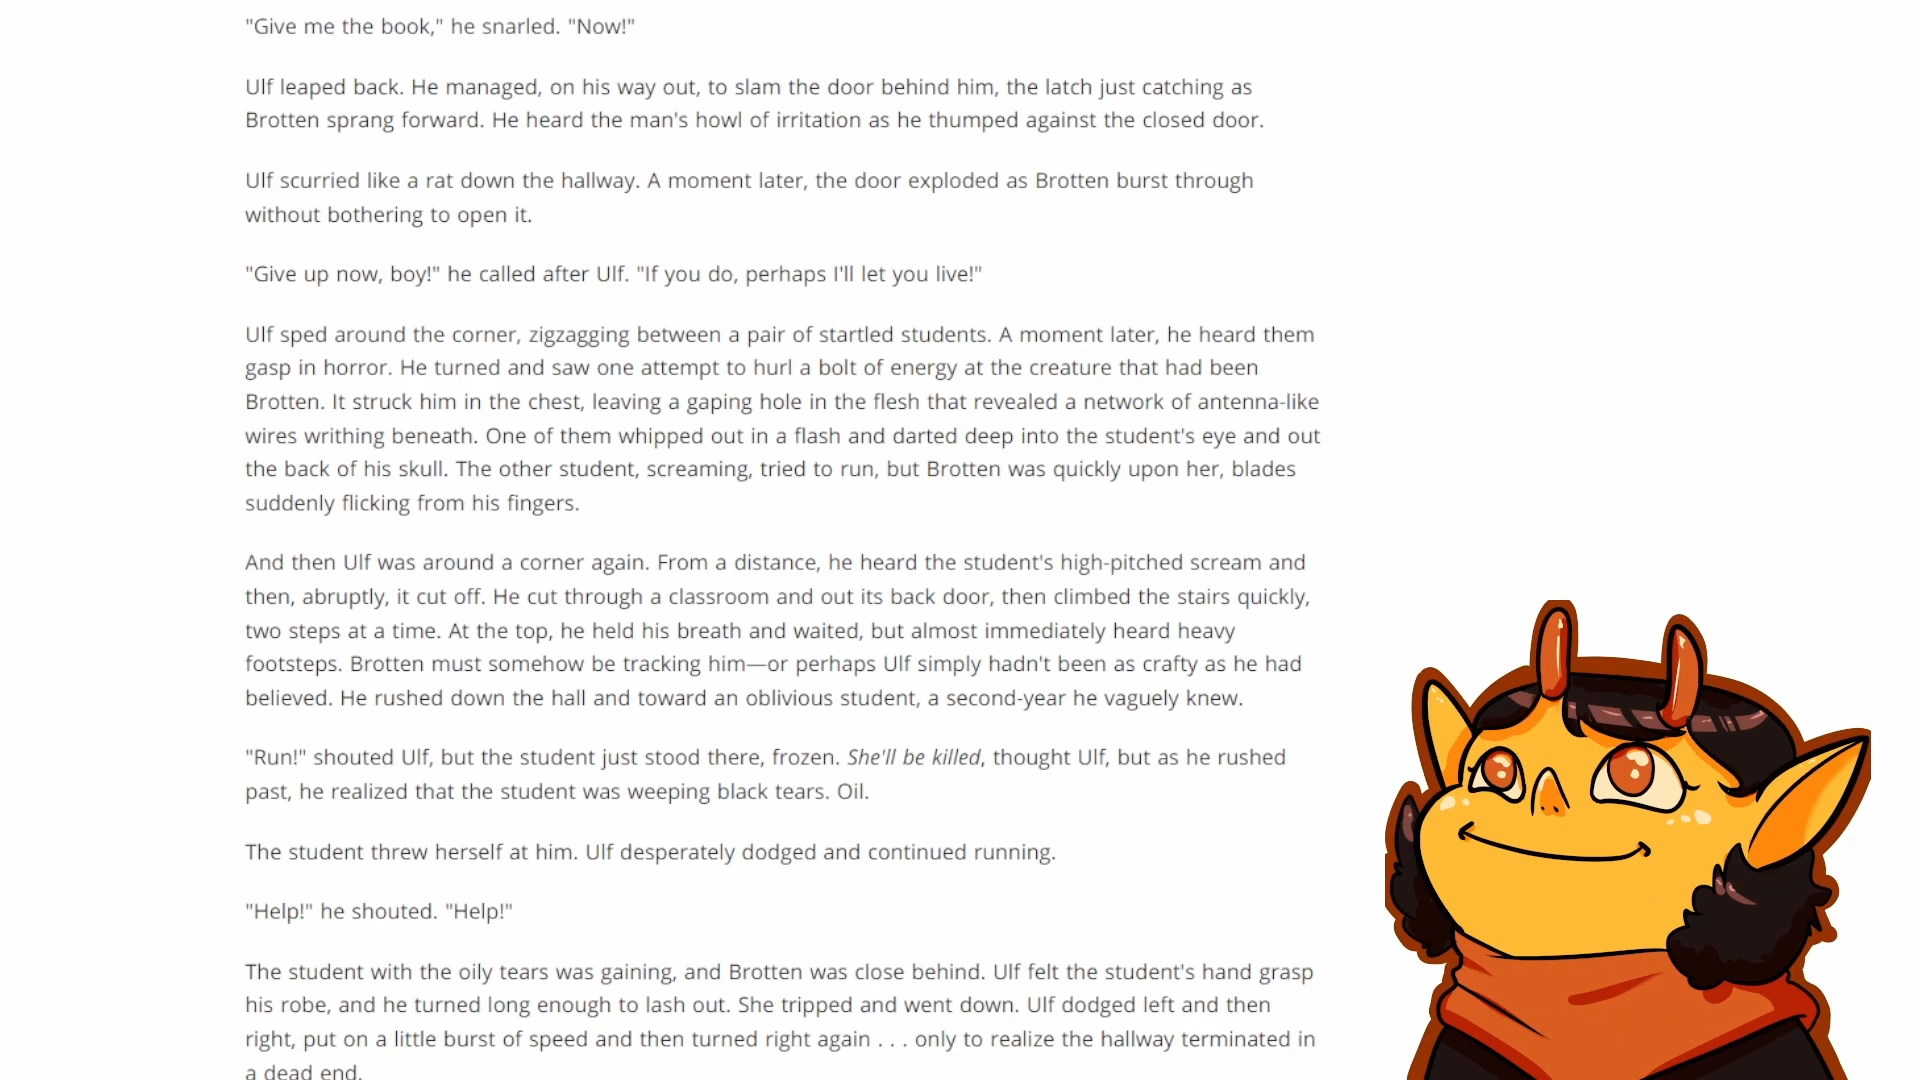 "Give me the book," he snarled. "Now!"
Ulf leaped back. He managed, on his way out, to slam the door behind him, the latch just catching as
Brotten sprang forward. He heard the man's howl of irritation as he thumped against the closed door.
Ulf scurried like a rat down the hallway. A moment later, the door exploded as Brotten burst through
without bothering to open it.
"Give up now, boy!" he called after Ulf. "If you do, perhaps I'll let you live!"
Ulf sped around the corner, zigzagging between a pair of startled students. A moment later, he heard them
gasp in horror. He turned and saw one attempt to hurl a bolt of energy at the creature that had been
Brotten. It struck him in the chest, leaving a gaping hole in the flesh that revealed a network of antenna-like
wires writhing beneath. One of them whipped out in a flash and darted deep into the student's eye and out
the back of his skull. The other student, screaming, tried to run, but Brotten was quickly upon her, blades
suddenly flicking from his fingers.
And then Ulf was around a corner again. From a distance, he heard the student's high-pitched scream and
then, abruptly, it cut off. He cut through a classroom and out its back door, then climbed the stairs quickly,
two steps at a time. At the top, he held his breath and waited, but almost immediately heard heavy
footsteps. Brotten must somehow be tracking him—or perhaps Ulf simply hadn't been as crafty as he had
believed. He rushed down the hall and toward an oblivious student, a second-year he vaguely knew.
"Run!" shouted Ulf, but the student just stood there, frozen. She'll be killed, thought Ulf, but as he rushed
past, he realized that the student was weeping black tears. Oil.
The student threw herself at him. Ulf desperately dodged and continued running.
"Help!" he shouted. "Help!"
The student with the oily tears was gaining, and Brotten was close behind. Ulf felt the student's hand grasp
his robe, and he turned long enough to lash out. She tripped and went down. Ulf dodged left and then
right, put on a little burst of speed and then turned right again . . . only to realize the hallway terminated in
a dead end.